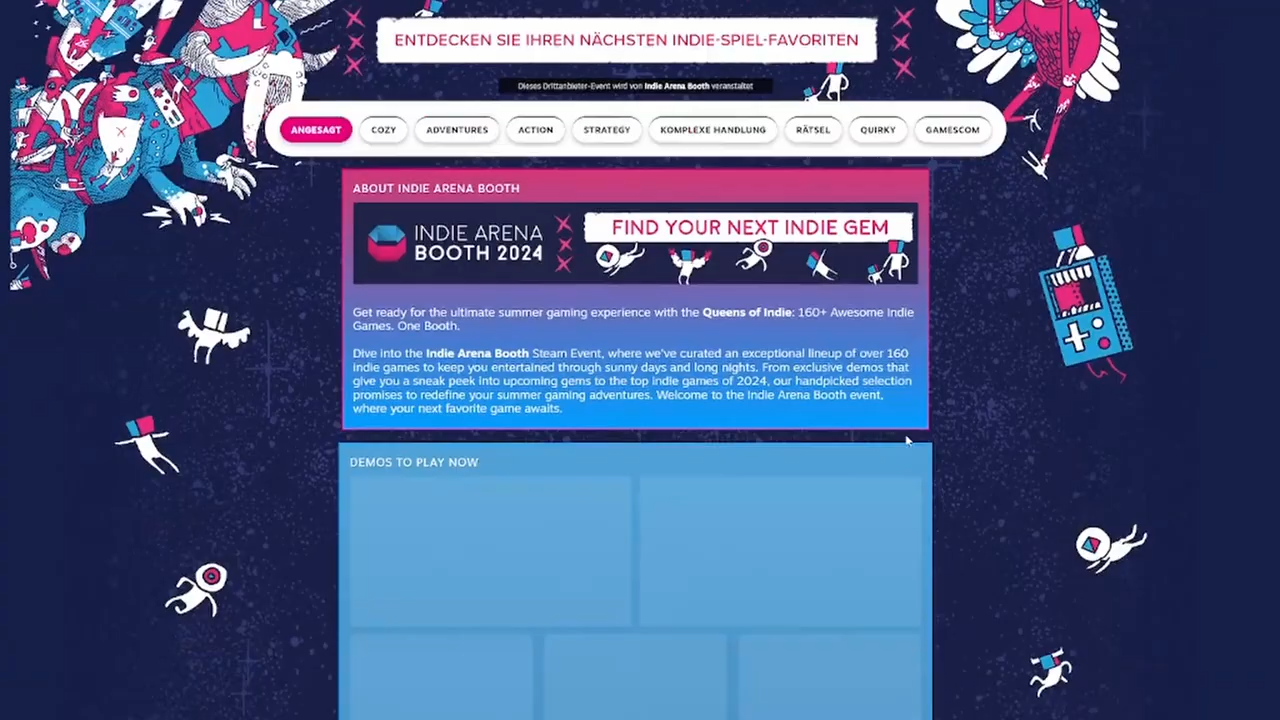 ENTDECKEN SIE IHREN NÄCHSTEN INDIE-SPIEL-FAVORITEN
Dieses Drittanbieter-Event wird von Indie Arena Booth veranstaltet
ANGESAGT COZY ADVENTURES ACTION STRATEGY KOMPLEXE HANDLUNG RÄTSEL QUIRKY GAMESCOM
ABOUT INDIE ARENA BOOTH
INDIE ARENA
BOOTH 2024
FIND YOUR NEXT INDIE GEM
Get ready for the ultimate summer gaming experience with the Queens of Indie: 160+ Awesome Indie
Games. One Booth.
Dive into the Indie Arena Booth Steam Event, where we've curated an exceptional lineup of over 160
indie games to keep you entertained through sunny days and long nights. From exclusive demos that
give you a sneak peek into upcoming gems to the top indie games of 2024, our handpicked selection
promises to redefine your summer gaming adventures. Welcome to the Indie Arena Booth event,
where your next favorite game awaits.
DEMOS TO PLAY NOW